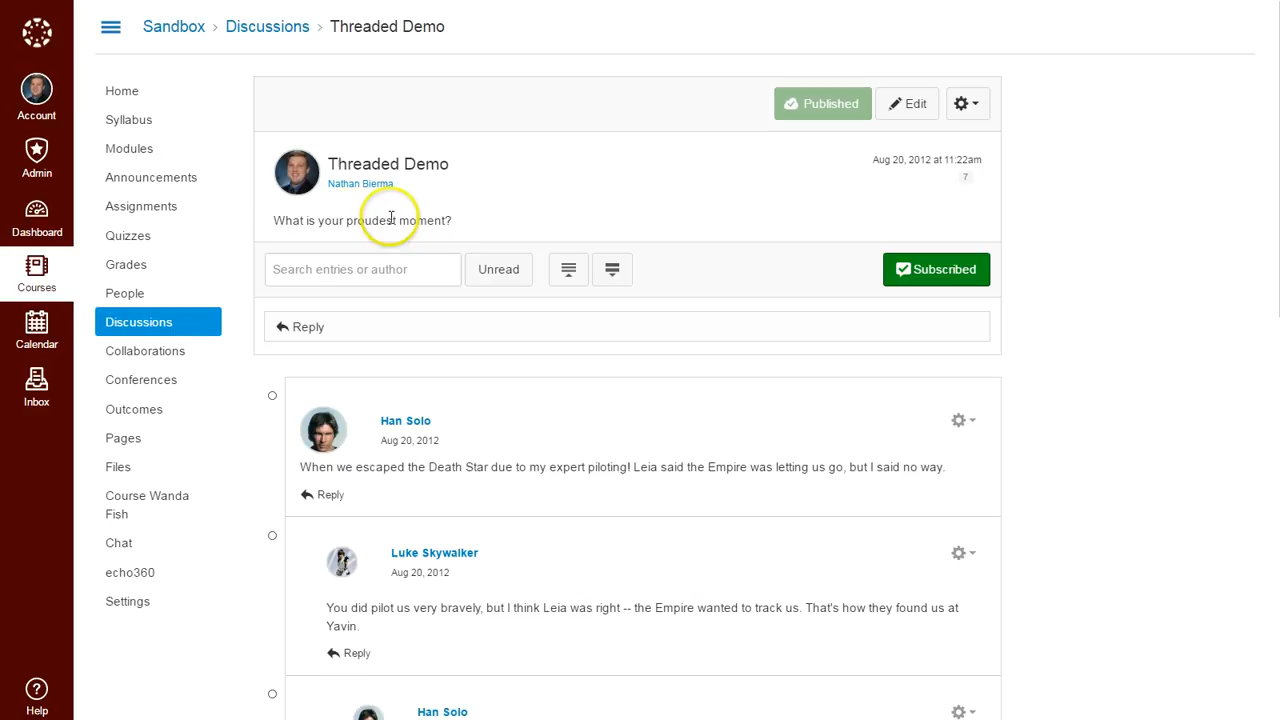 Sandbox › Discussions › Threaded Demo
Account
Admin
Dashboard
Courses
Calendar
Inbox
Help
Home
Syllabus
Modules
Announcements
Assignments
Quizzes
Grades
People
Discussions
Collaborations
Conferences
Outcomes
Pages
Files
Course Wanda
Fish
Chat
echo360
Settings
Published
Edit
Threaded Demo
Aug 20, 2012 at 11:22am
Nathan Bierma
7
What is your proudest moment?
Search entries or author
Unread
Subscribed
Reply
Han Solo
Aug 20, 2012
When we escaped the Death Star due to my expert piloting! Leia said the Empire was letting us go, but I said no way.
Reply
Luke Skywalker
Aug 20, 2012
You did pilot us very bravely, but I think Leia was right -- the Empire wanted to track us. That's how they found us at
Yavin.
Reply
Han Solo